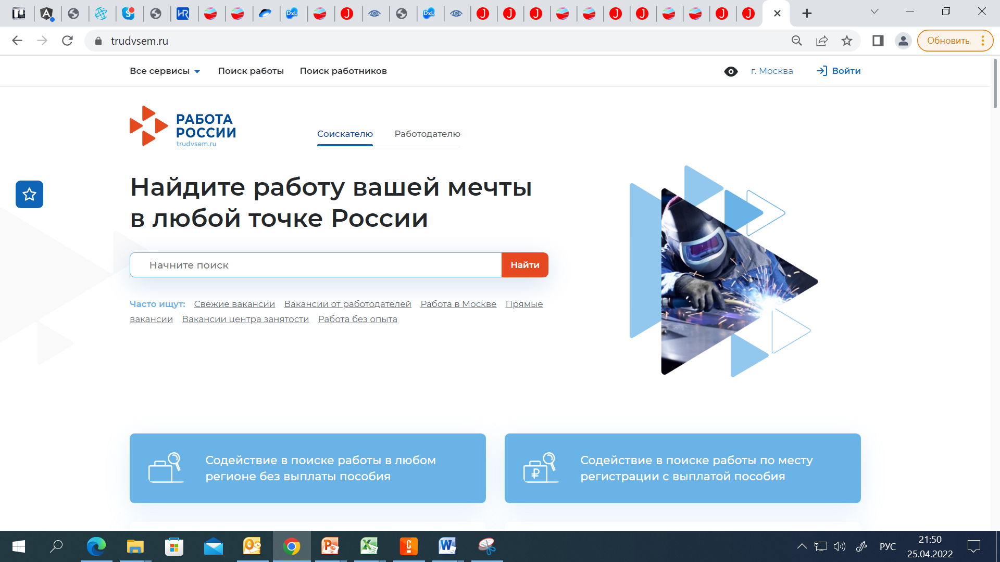 trudvsem.ru
Обновить
Все сервисы Поиск работы Поиск работников г. Москва Войти
РАБОТА
РОССИИ
trudvsem.ru
Соискателю Работодателю
Найдите работу вашей мечты
в любой точке России
Начните поиск Найти
Часто ищут: Свежие вакансии Вакансии от работодателей Работа в Москве Прямые
вакансии Вакансии центра занятости Работа без опыта
Содействие в поиске работы в любом
регионе без выплаты пособия
Содействие в поиске работы по месту
регистрации с выплатой пособия
РУС
21:50
25.04.2022